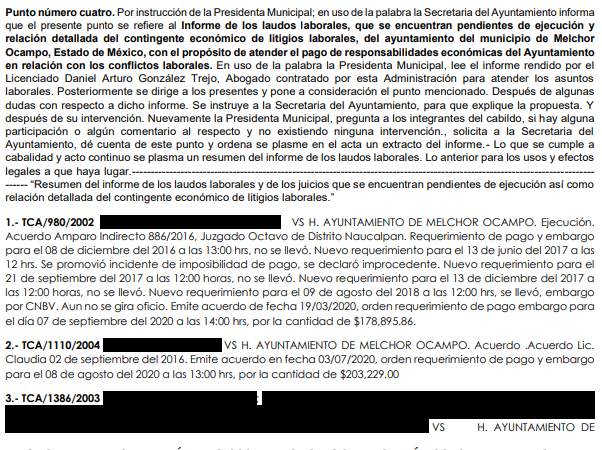 Punto número cuatro. Por instrucción de la Presidenta Municipal; en uso de la palabra la Secretaria del Ayuntamiento informa
que el presente punto se refiere al Informe de los laudos laborales, que se encuentran pendientes de ejecución y
relación detallada del contingente económico de litigios laborales, del ayuntamiento del municipio de Melchor
Ocampo, Estado de México, con el propósito de atender el pago de responsabilidades económicas del Ayuntamiento
en relación con los conflictos laborales. En uso de la palabra la Presidenta Municipal, lee el informe rendido por el
Licenciado Daniel Arturo González Trejo, Abogado contratado por esta Administración para atender los asuntos
laborales. Posteriormente se dirige a los presentes y pone a consideración el punto mencionado. Después de algunas
dudas con respecto a dicho informe. Se instruye a la Secretaria del Ayuntamiento, para que explique la propuesta. Y
después de su intervención. Nuevamente la Presidenta Municipal, pregunta a los integrantes del cabildo, si hay alguna
participación o algún comentario al respecto y no existiendo ninguna intervención., solicita a la Secretaria del
Ayuntamiento, dé cuenta de este punto y ordena se plasme en el acta un extracto del informe.- Lo que se cumple a
cabalidad y acto continuo se plasma un resumen del informe de los laudos laborales. Lo anterior para los usos y efectos
legales a que haya lugar.--------------------------------------------------------------------------------------------
------ “Resumen del informe de los laudos laborales y de los juicios que se encuentran pendientes de ejecución así como
relación detallada del contingente económico de litigios laborales.”
1.- TCA/980/2002 VS H. AYUNTAMIENTO DE MELCHOR OCAMPO. Ejecución.
Acuerdo Amparo Indirecto 886/2016, Juzgado Octavo de Distrito Naucalpan. Requerimiento de pago y embargo
para el 08 de diciembre del 2016 a las 13:00 hrs, no se llevó. Nuevo requerimiento para el 13 de junio del 2017 a las
12 hrs. Se promovió incidente de imposibilidad de pago, se declaró improcedente. Nuevo requerimiento para el
21 de septiembre del 2017 a las 12:00 horas, no se llevó. Nuevo requerimiento para el 13 de diciembre del 2017 a
las 12:00 horas, no se llevó. Nuevo requerimiento para el 09 de agosto del 2018 a las 12:00 hrs, se llevó, embargo
por CNBV. Aun no se gira oficio. Emite acuerdo de fecha 19/03/2020, orden requerimiento de pago embargo para
el día 07 de septiembre del 2020 a las 14:00 hrs, por la cantidad de $178,895.86.
2.- TCA/1110/2004 VS H. AYUNTAMIENTO DE MELCHOR OCAMPO. Acuerdo .Acuerdo Lic.
Claudia 02 de septiembre del 2016. Emite acuerdo en fecha 03/07/2020, orden requerimiento de pago y embargo
para el 08 de agosto del 2020 a las 13:00 hrs, por la cantidad de $203,229.00
3.- TCA/1386/2003 ;
VS H. AYUNTAMIENTO DE